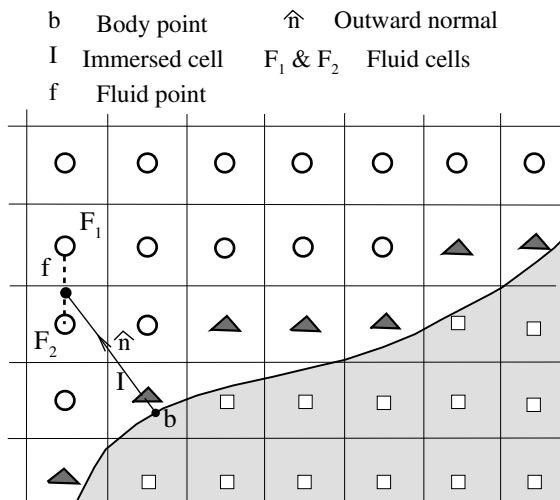 b Body point n̂ Outward normal
I Immersed cell F₁ & F₂ Fluid cells
f Fluid point
F₁
f
F₂
n̂
I
b